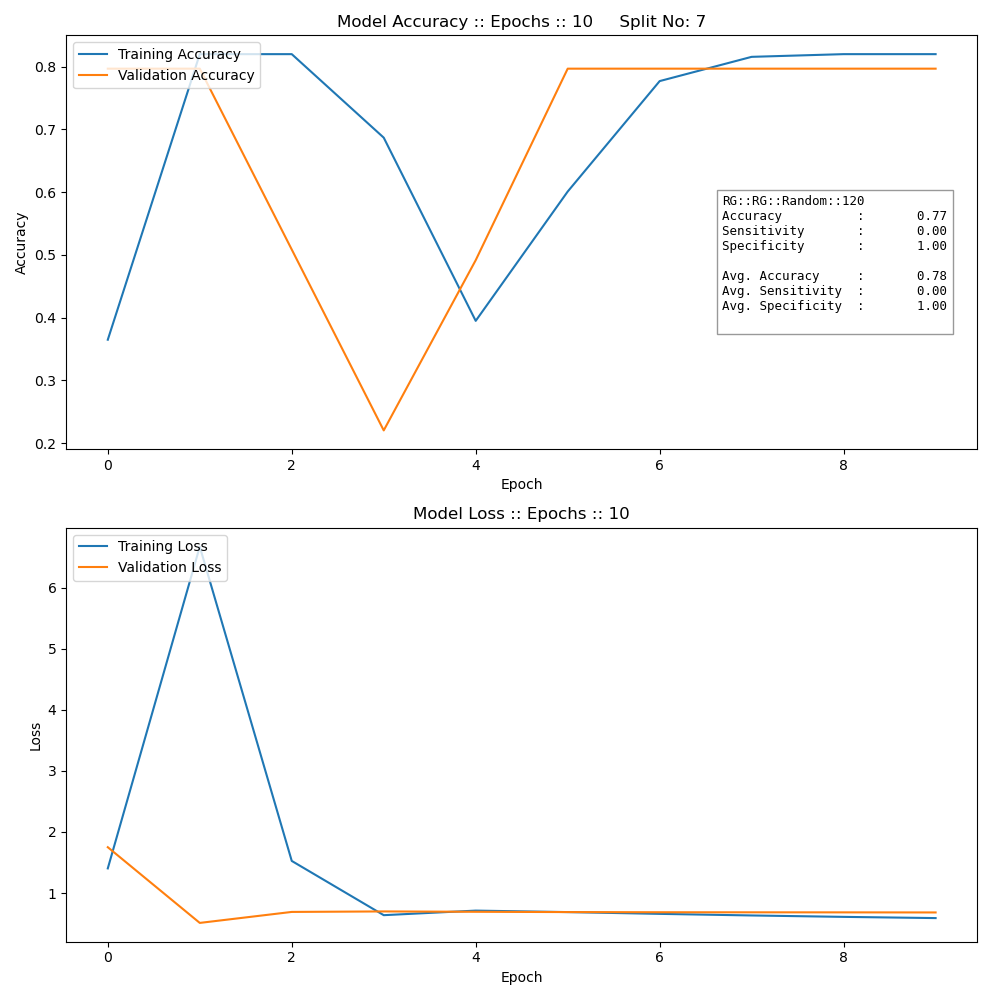 Model Accuracy :: Epochs :: 10     Split No: 7
Training Accuracy
Validation Accuracy
0.8
0.7
0.6
0.5
0.4
0.3
0.2
Accuracy
RG::RG::Random::120
Accuracy          :       0.77
Sensitivity       :       0.00
Specificity       :       1.00
Avg. Accuracy     :       0.78
Avg. Sensitivity  :       0.00
Avg. Specificity  :       1.00
0 2 4 6 8
Epoch
Model Loss :: Epochs :: 10
Training Loss
Validation Loss
6
5
4
3
2
1
Loss
0 2 4 6 8
Epoch